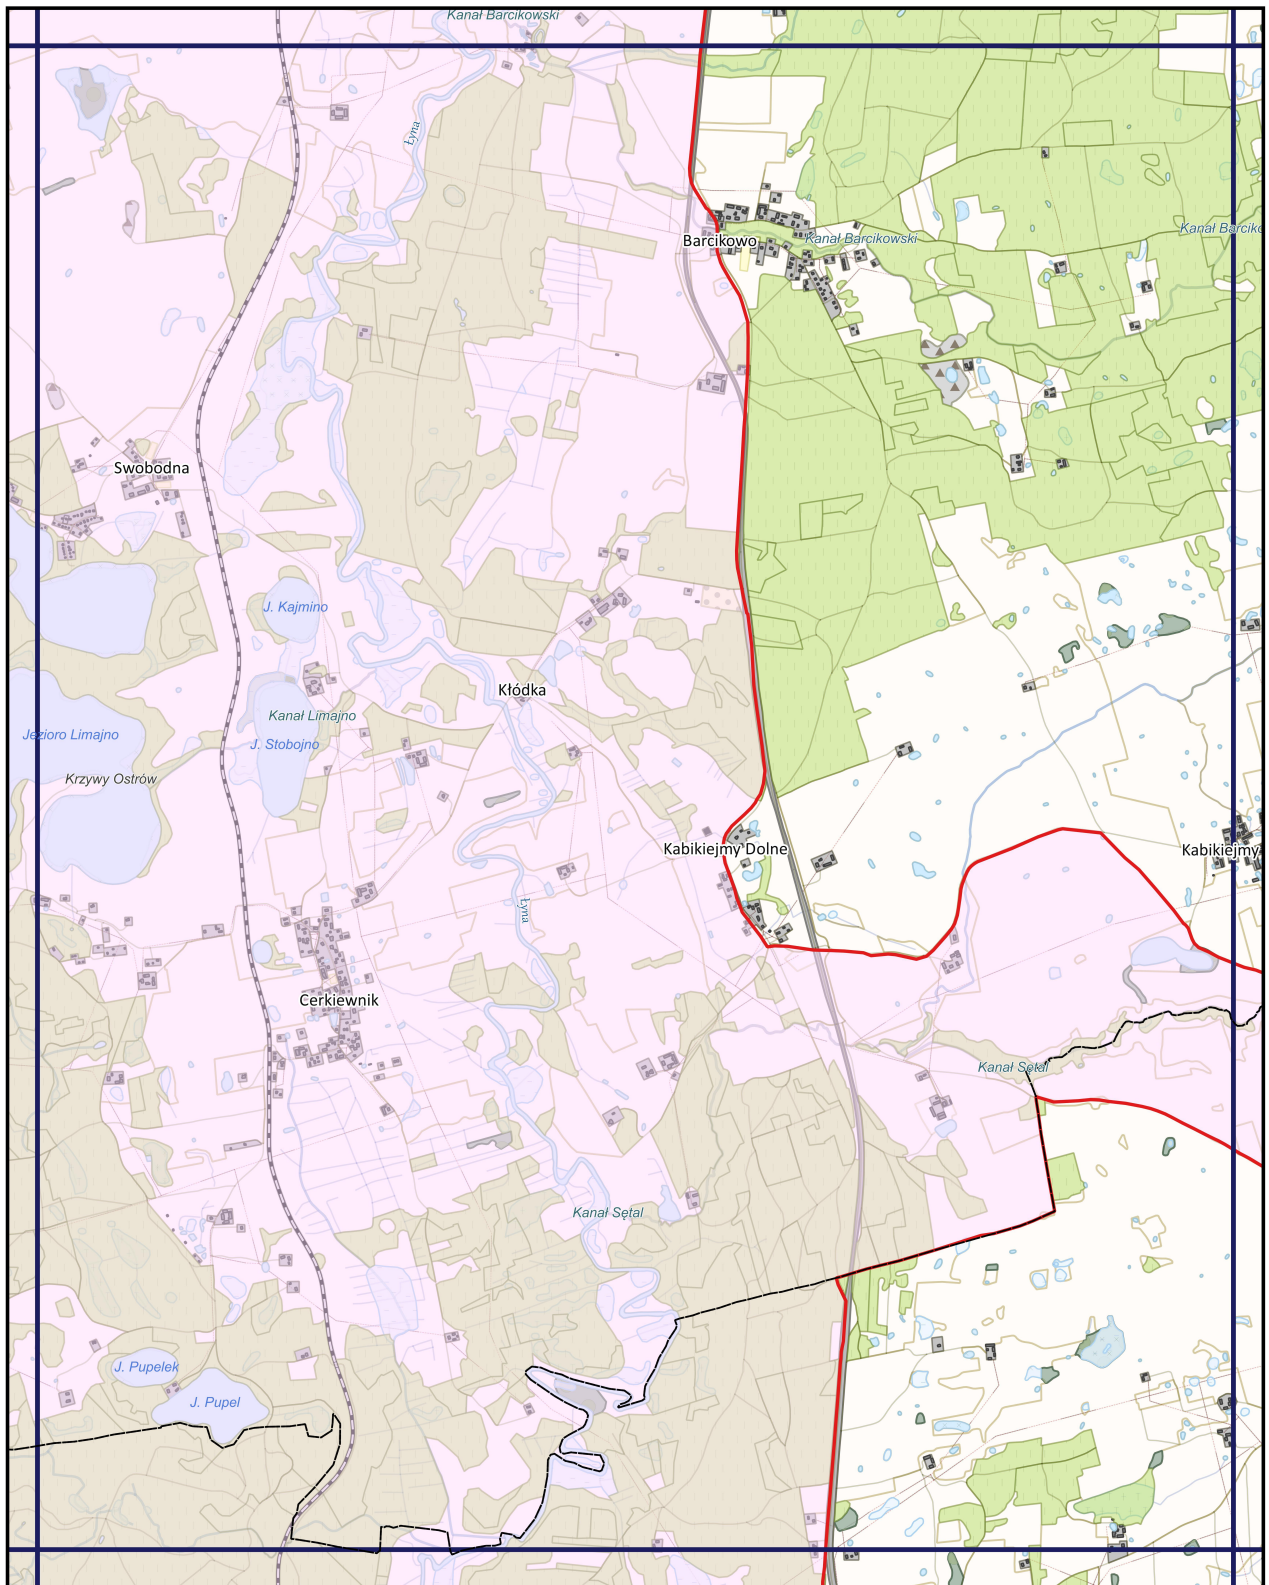 Kanał Barcikowski
Łyna
Kanał Barcik
Barcikowo
Kanał Barcikowski
Swobodna
J. Kajmino
Kłódka
Kanał Limajno
Jezioro Limajno
J. Stobojno
Krzywy Ostrów
Kabikiejmy Dolne
Kabikiejmy
Łyna
Cerkiewnik
Kanał Sętal
Kanał Sętal
J. Pupelek
J. Pupel